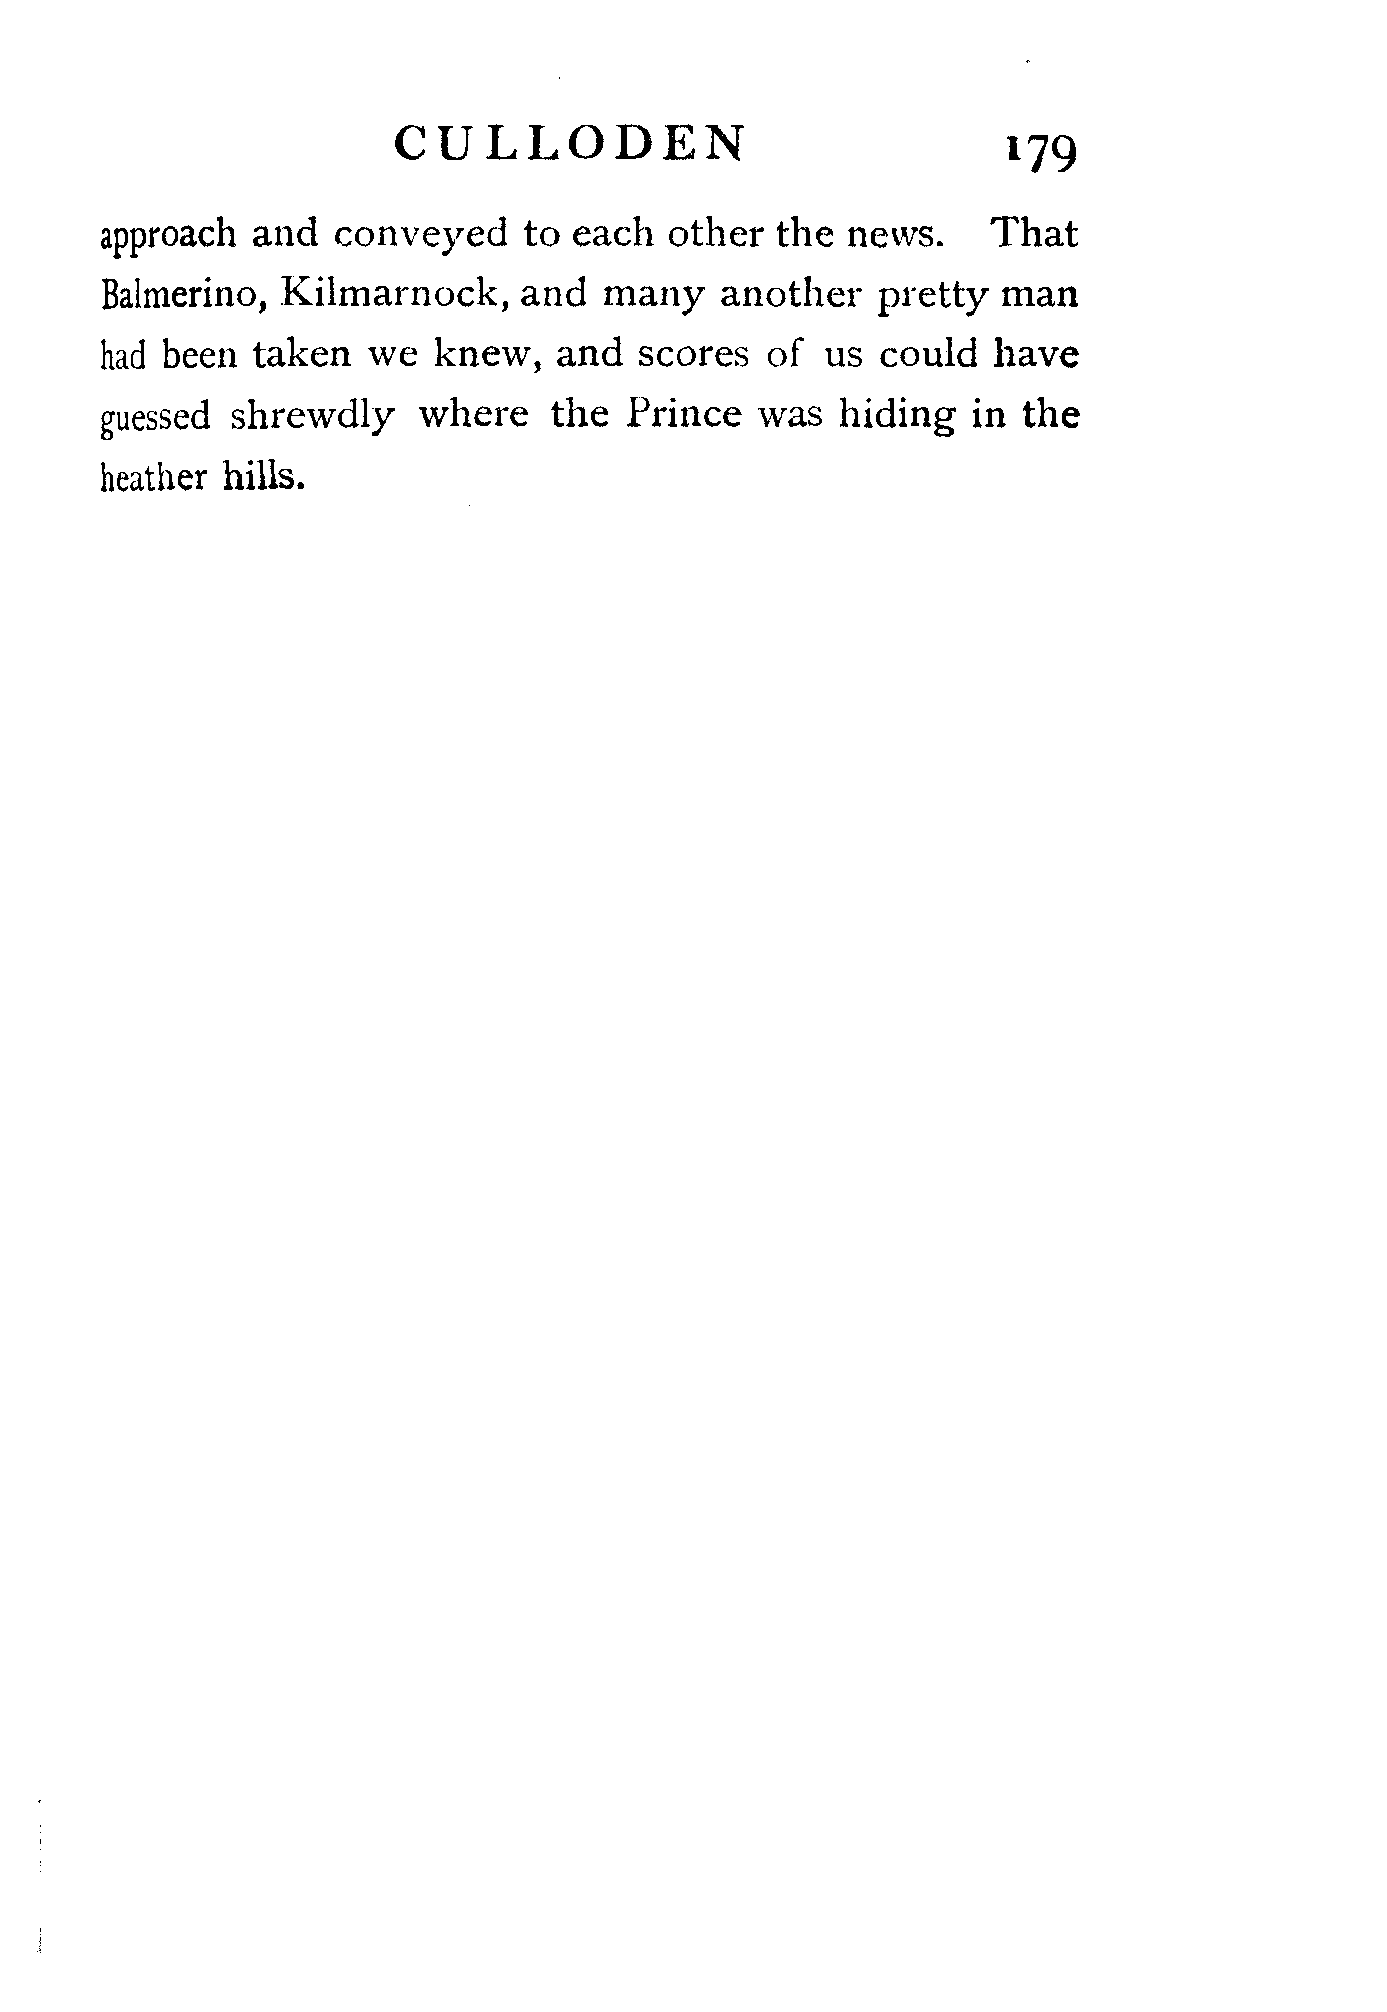 CULLODEN 179
approach and conveyed to each other the news. That
Balmerino, Kilmarnock, and many another pretty man
had been taken we knew, and scores of us could have
guessed shrewdly where the Prince was hiding in the
heather hills.